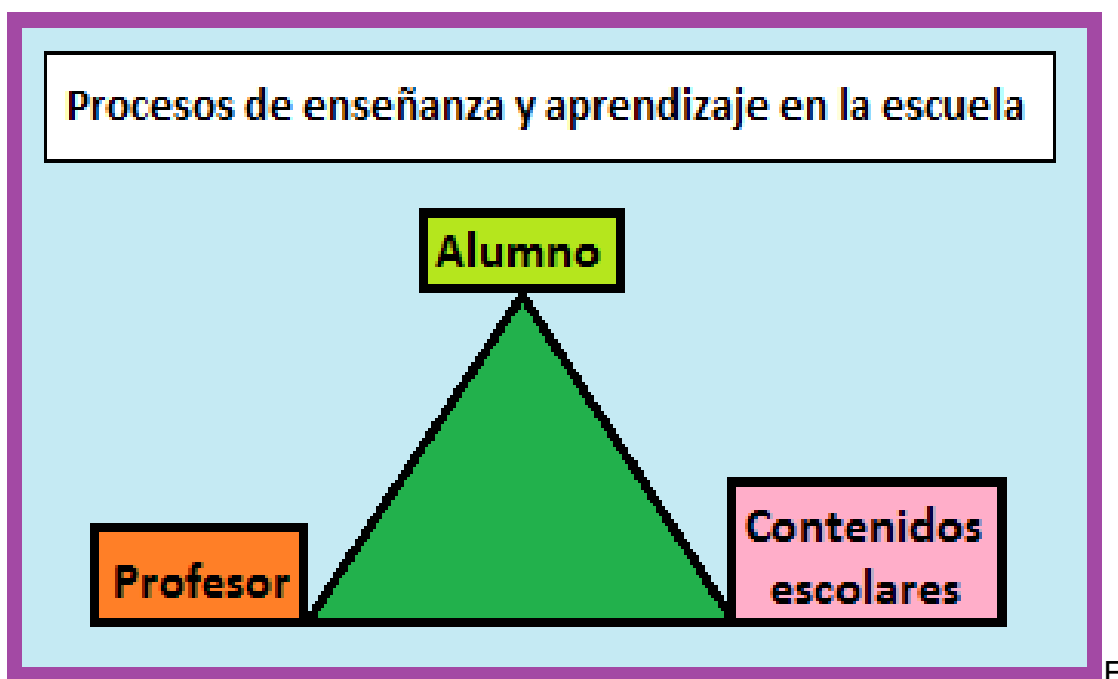 Procesos de enseñanza y aprendizaje en la escuela
Alumno
Profesor
Contenidos
escolares